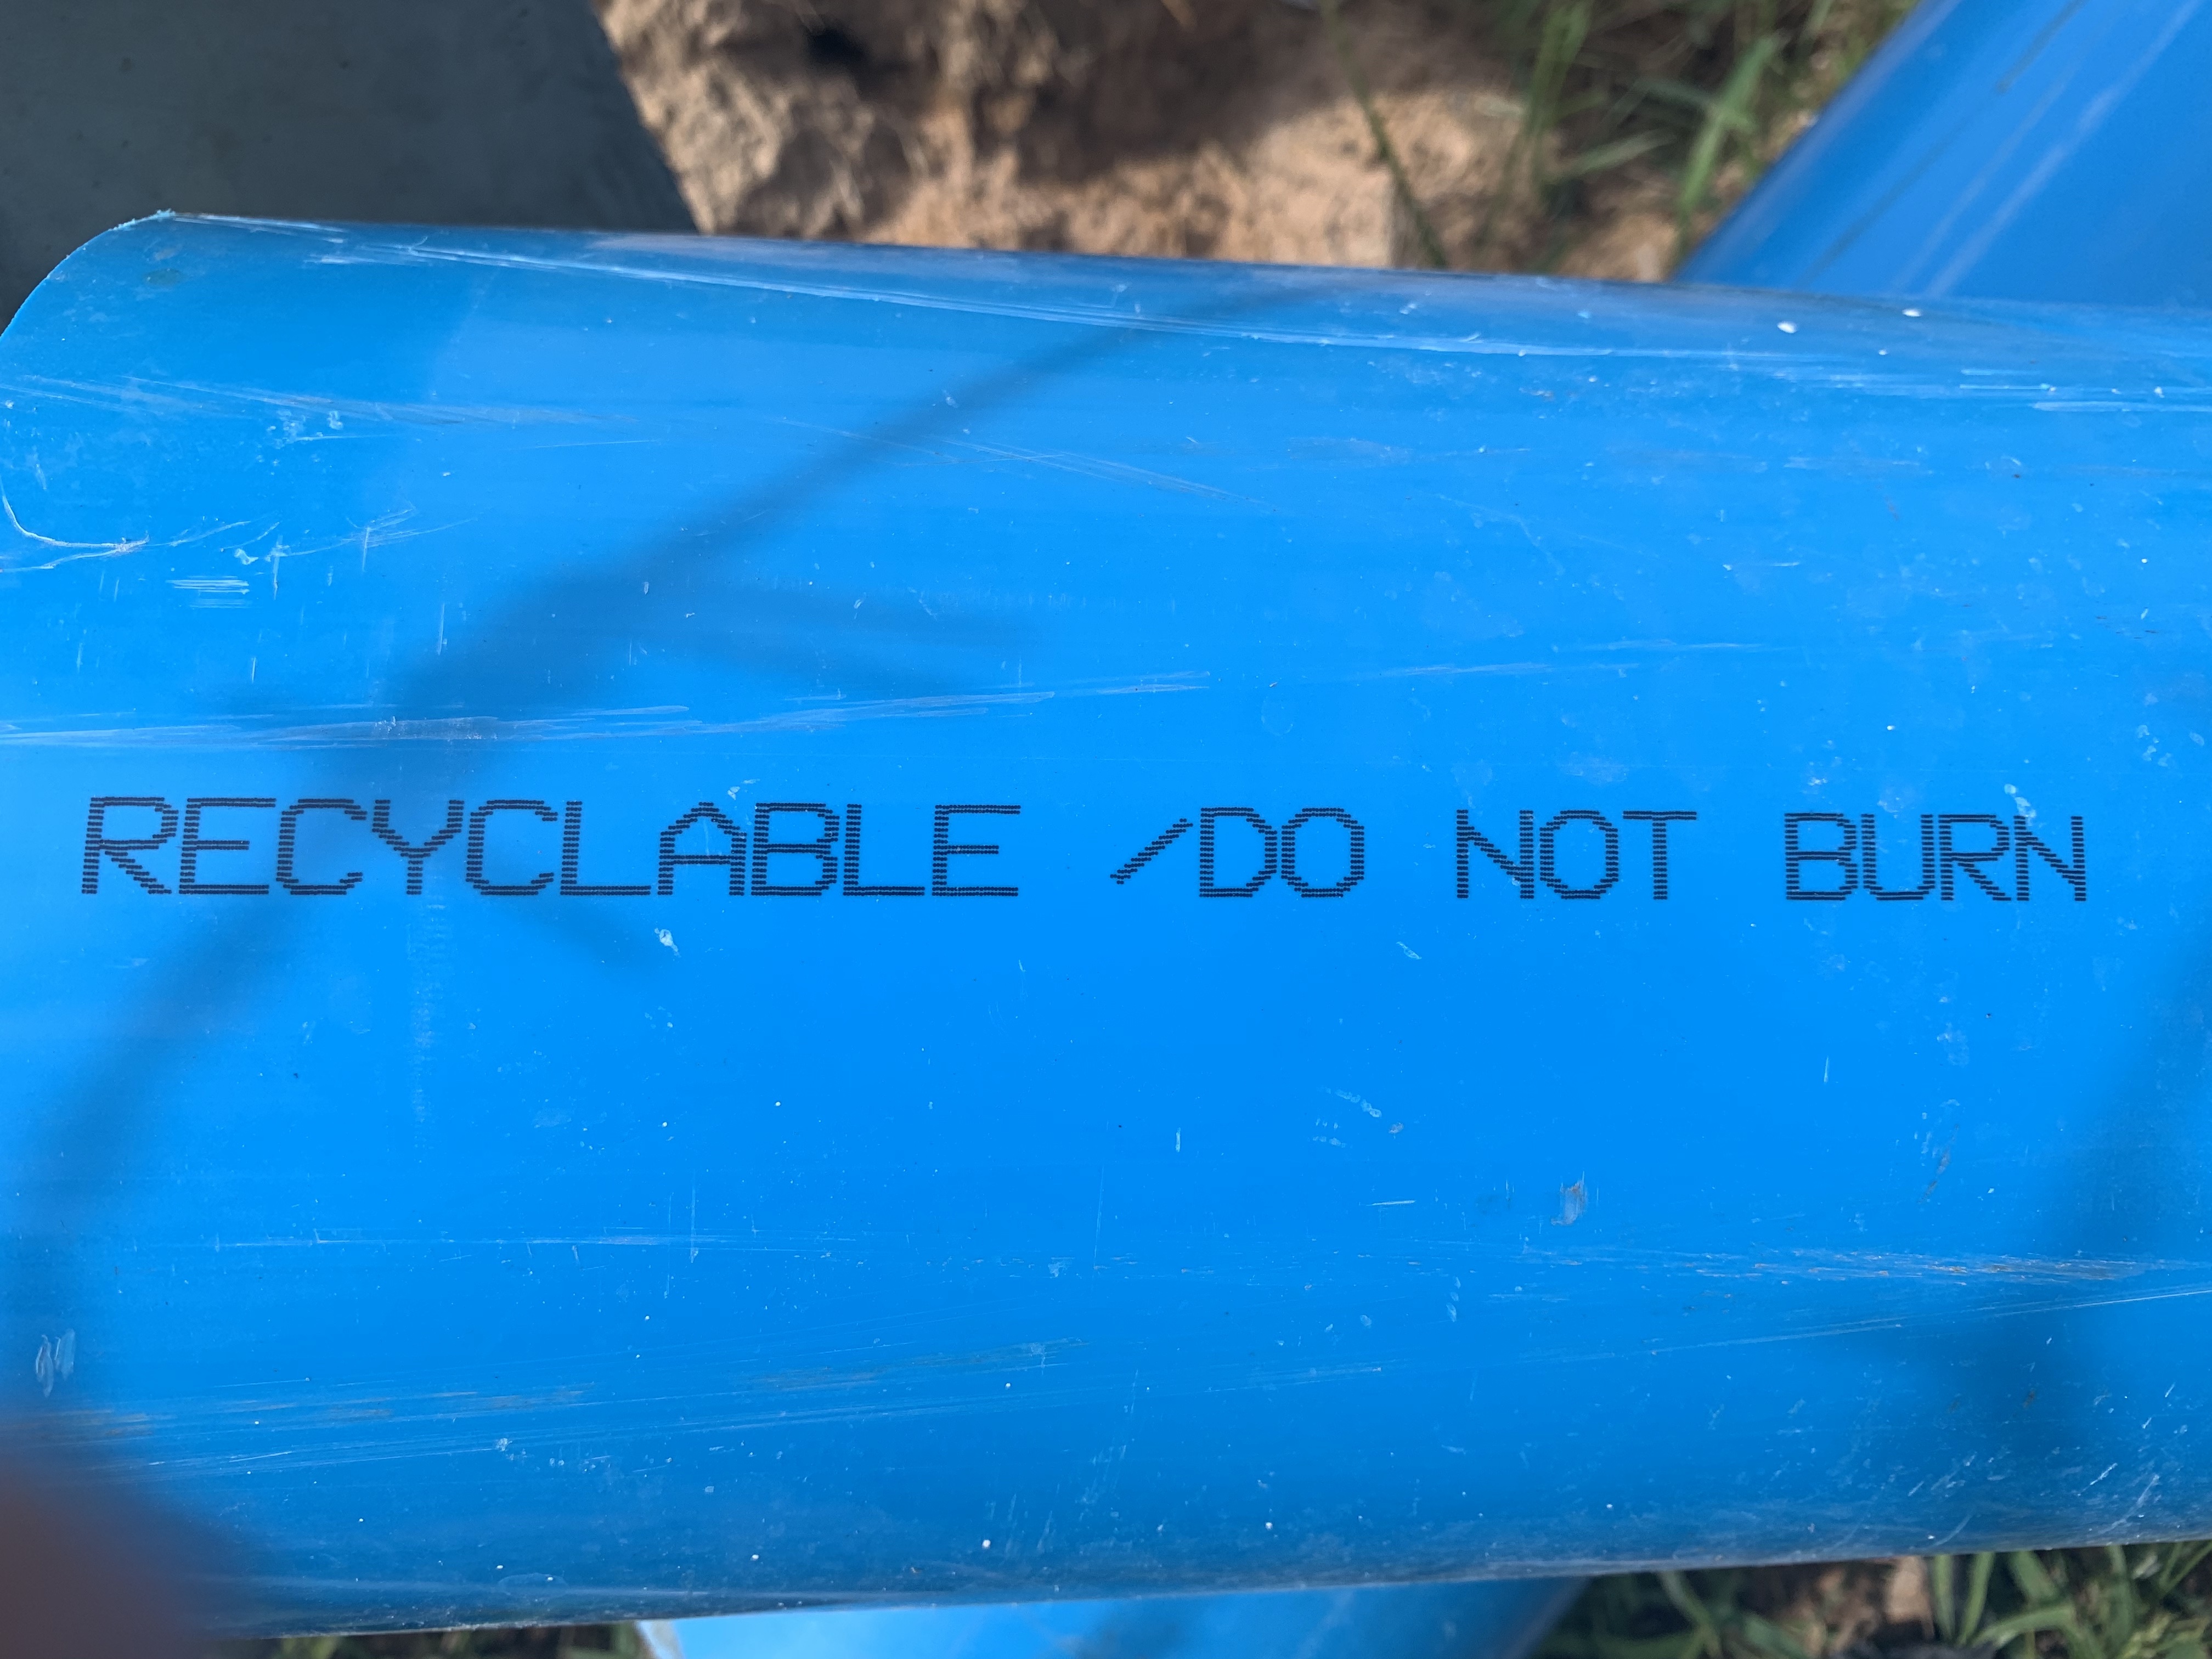 RECYCLABLE /DO NOT BURN